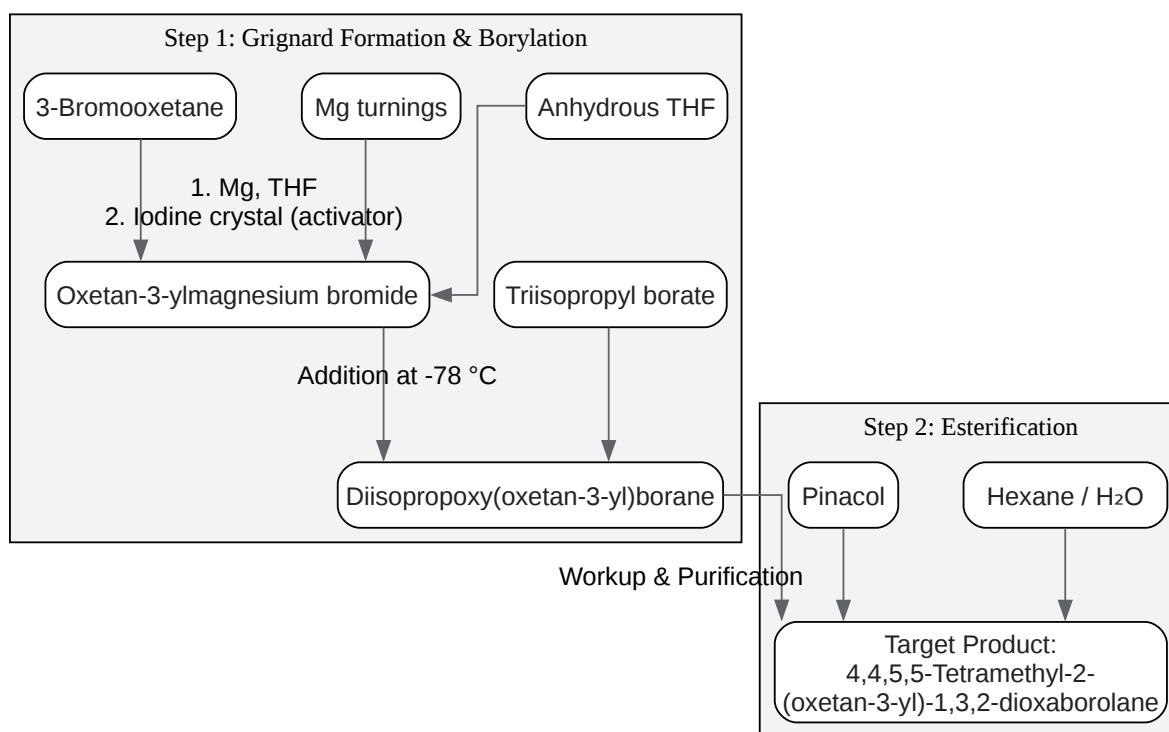 Step 1: Grignard Formation & Borylation
3-Bromooxetane
Mg turnings
Anhydrous THF
1. Mg, THF
2. Iodine crystal (activator)
Oxetan-3-ylmagnesium bromide
Triisopropyl borate
Addition at -78 °C
Diisopropoxy(oxetan-3-yl)borane
Step 2: Esterification
Pinacol
Hexane / H₂O
Workup & Purification
Target Product:
4,4,5,5-Tetramethyl-2-
(oxetan-3-yl)-1,3,2-dioxaborolane